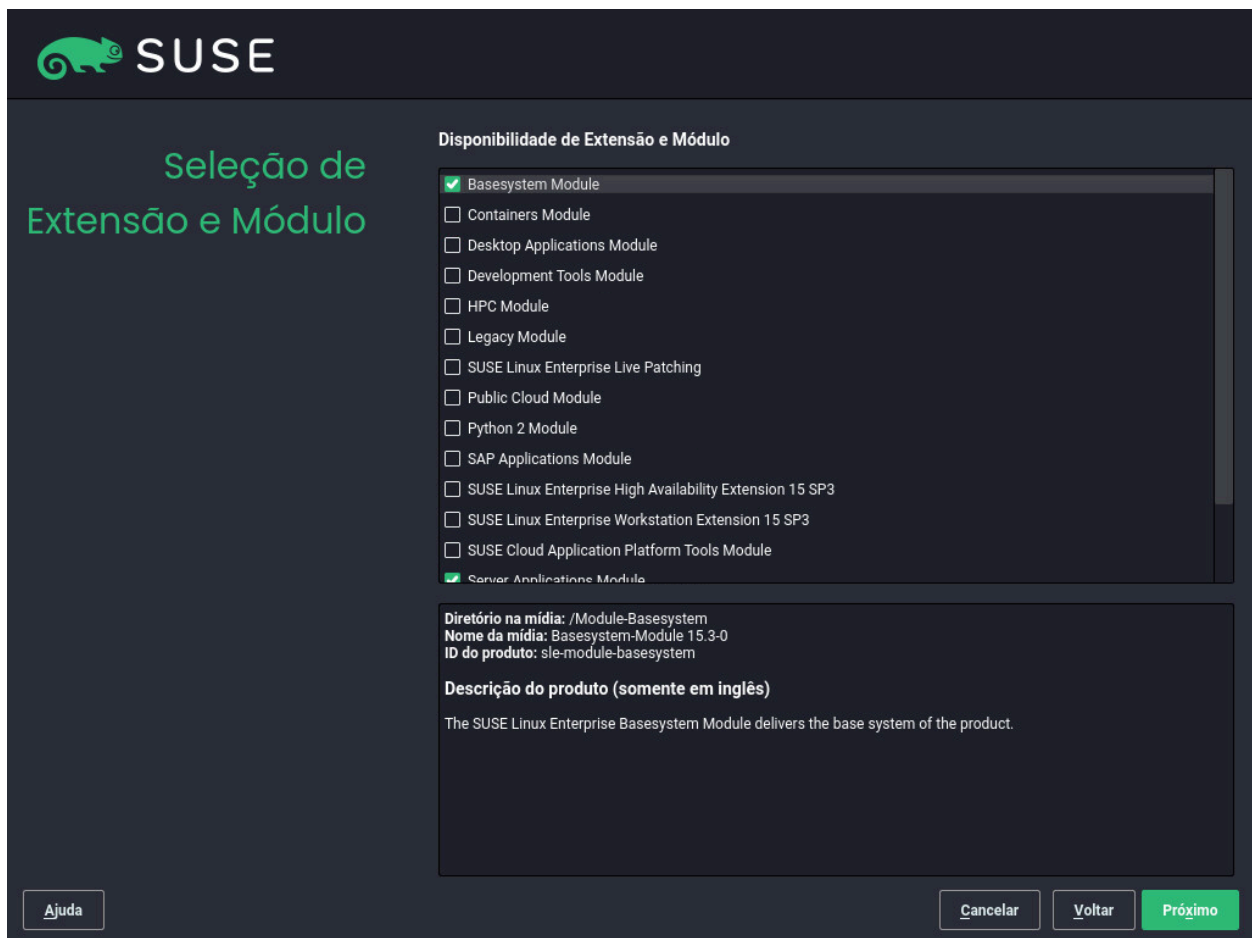 SUSE
Seleção de
Extensão e Módulo
Disponibilidade de Extensão e Módulo
Basesystem Module
Containers Module
Desktop Applications Module
Development Tools Module
HPC Module
Legacy Module
SUSE Linux Enterprise Live Patching
Public Cloud Module
Python 2 Module
SAP Applications Module
SUSE Linux Enterprise High Availability Extension 15 SP3
SUSE Linux Enterprise Workstation Extension 15 SP3
SUSE Cloud Application Platform Tools Module
Server Applications Module
Diretório na mídia: /Module-Basesystem
Nome da mídia: Basesystem-Module 15.3-0
ID do produto: sle-module-basesystem
Descrição do produto (somente em inglês)
The SUSE Linux Enterprise Basesystem Module delivers the base system of the product.
Ajuda
Cancelar
Voltar
Próximo